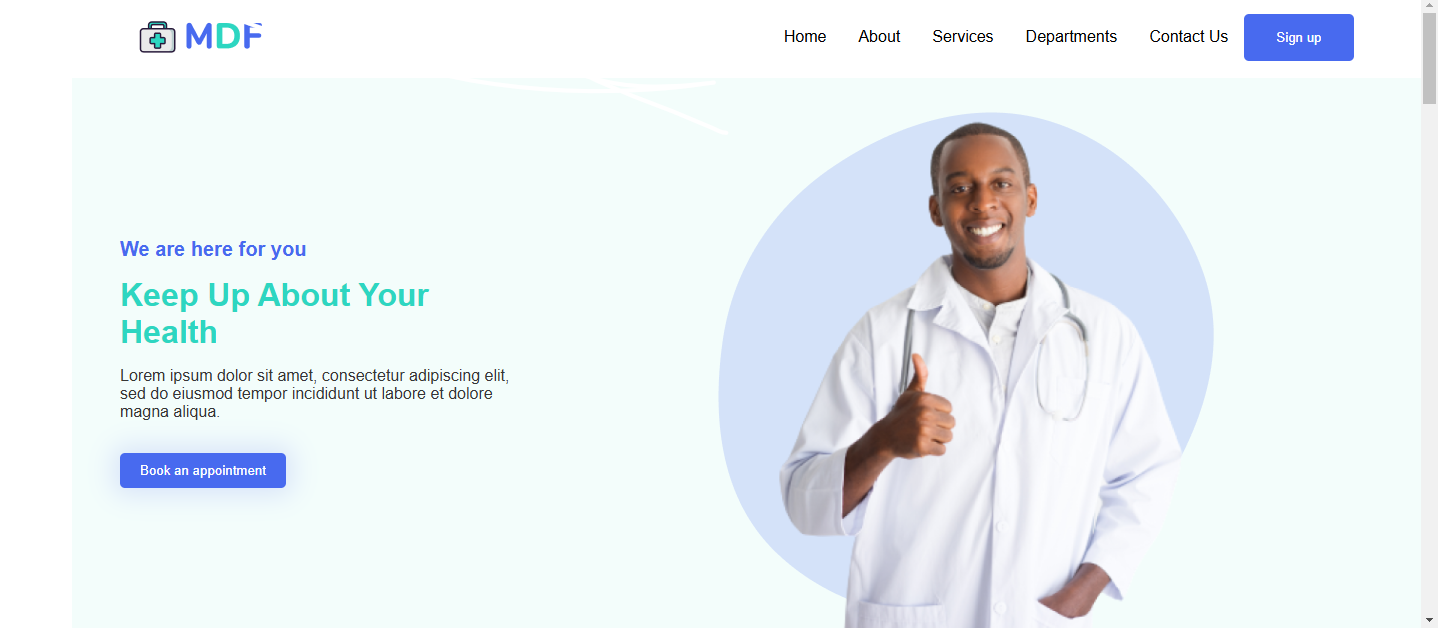 MDF
Home
About
Services
Departments
Contact Us
Sign up
We are here for you
Keep Up About Your
Health
Lorem ipsum dolor sit amet, consectetur adipiscing elit,
sed do eiusmod tempor incididunt ut labore et dolore
magna aliqua.
Book an appointment